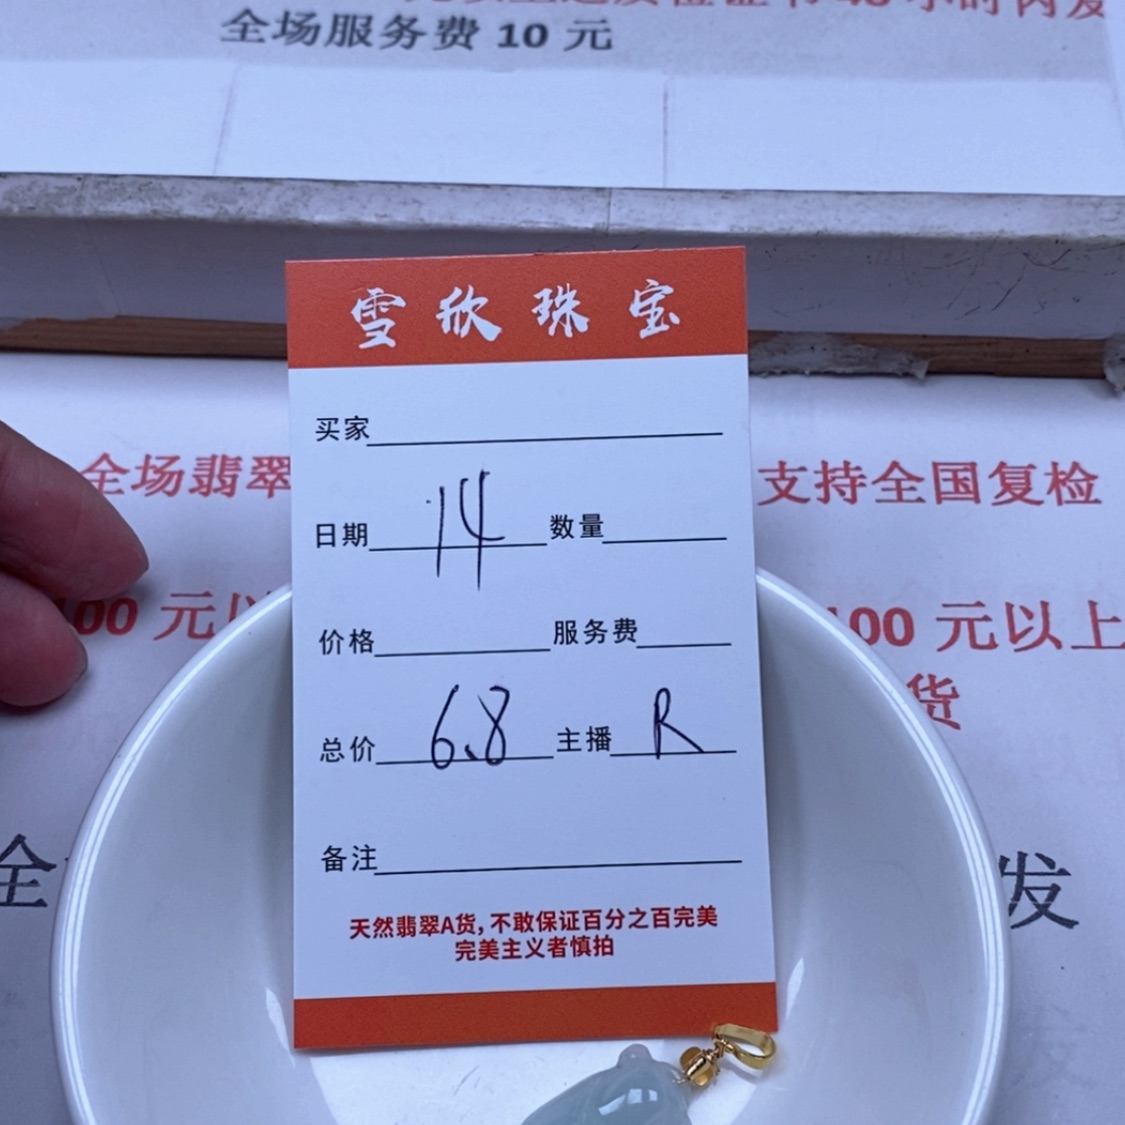 全场服务费 10 元
雪欣珠宝
买家
全场翡翠
支持全国复检
日期 14 数量
100 元以
00 元以上
价格 服务费
货
总价 6.8 主播 R
备注
全
发
天然翡翠A货,不敢保证百分之百完美
完美主义者慎拍